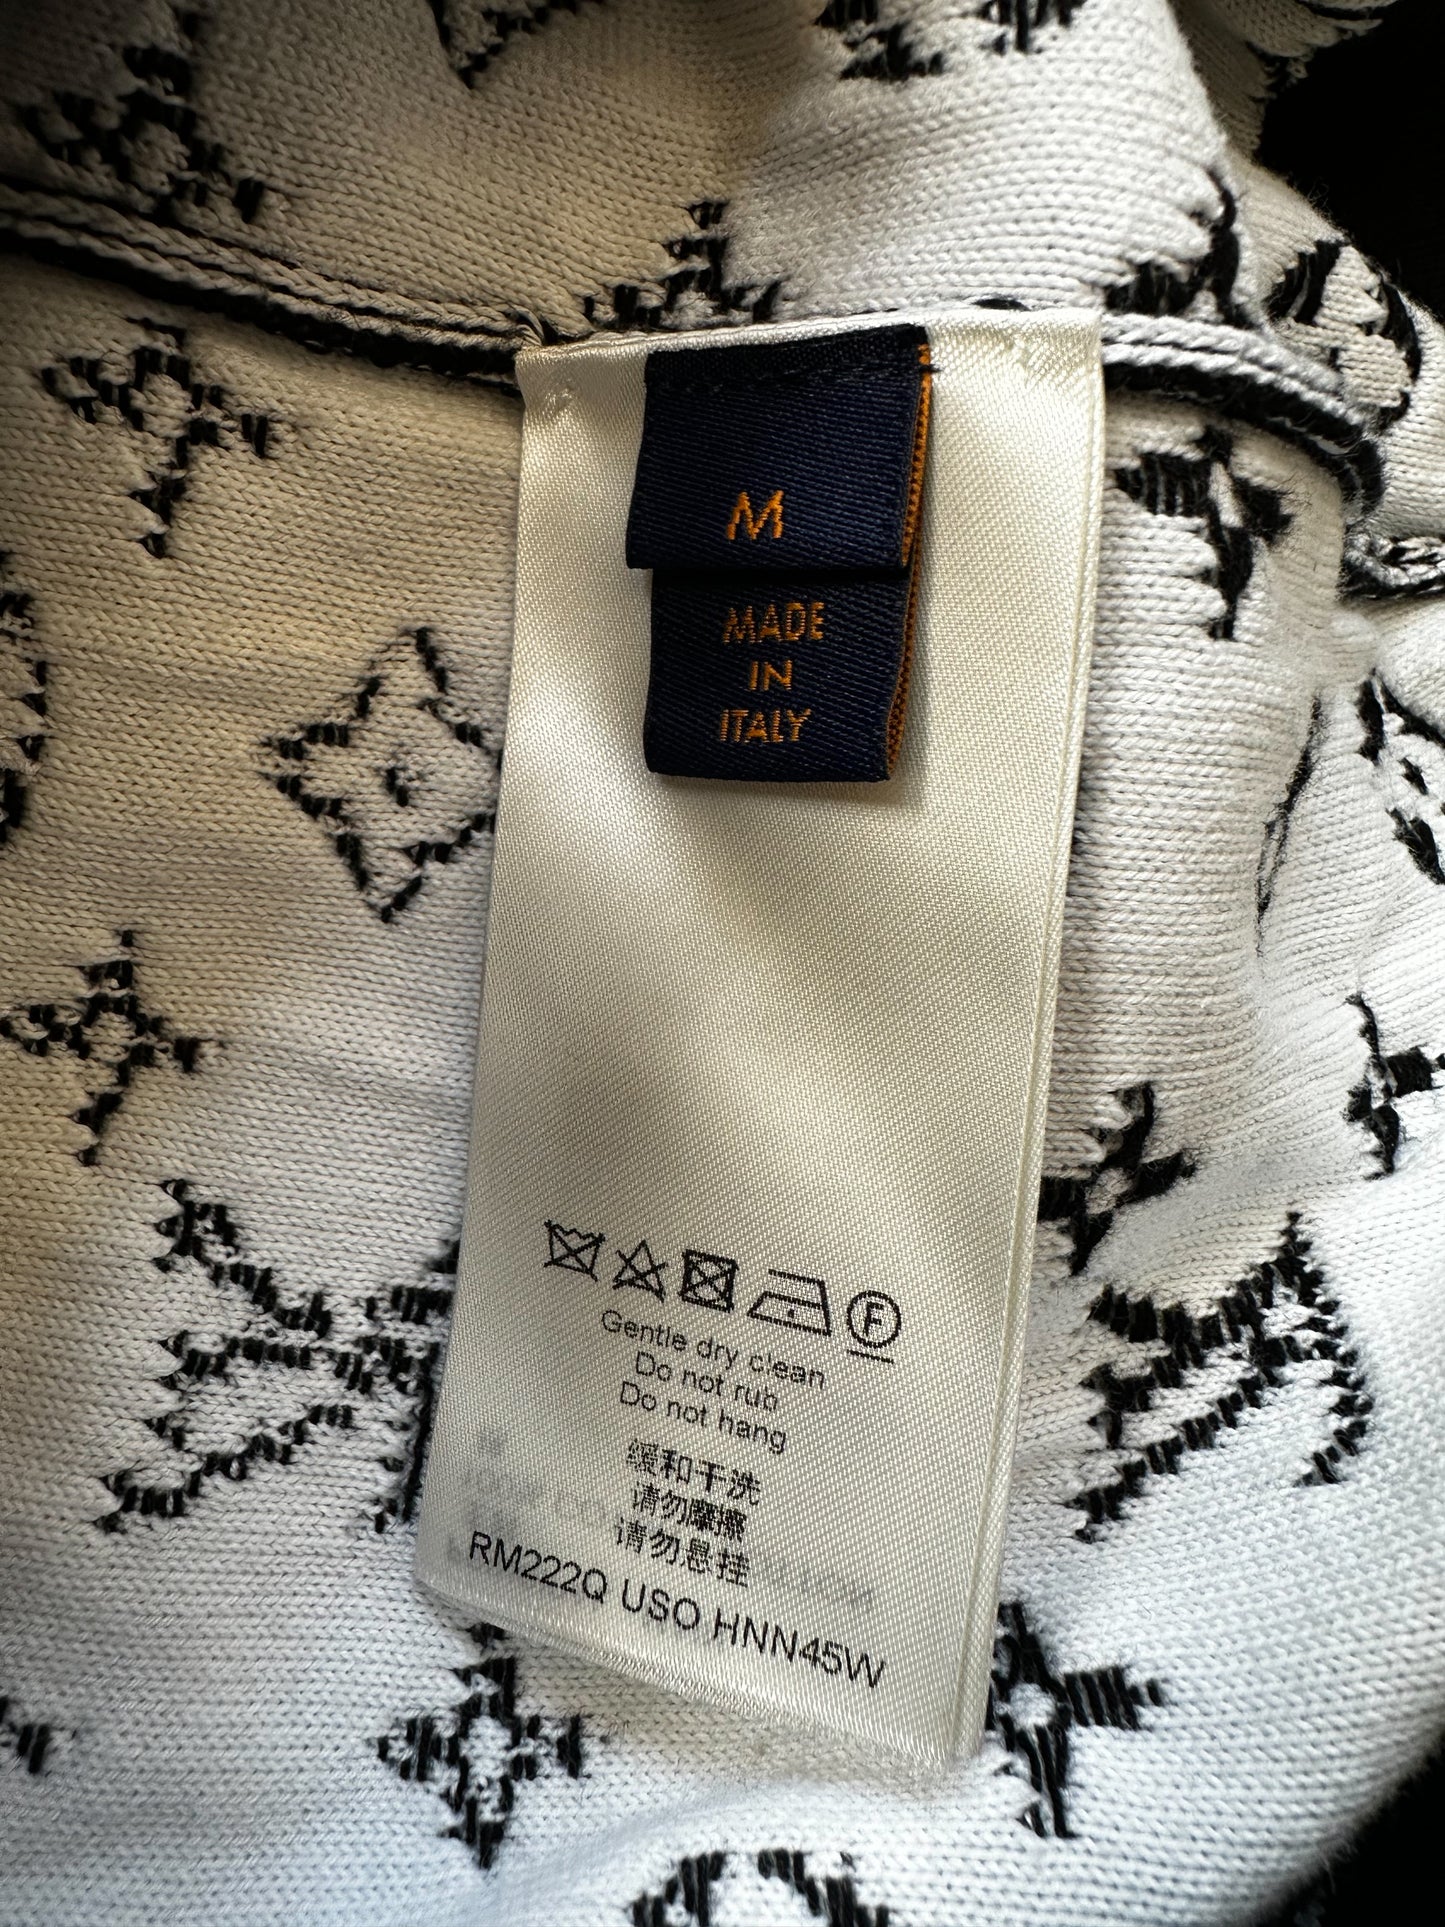 M
MADE
IN
ITALY
F
Gentle dry clean
Do not rub
Do not hang
缓和干洗
请勿摩擦
请勿悬挂
RM222Q USO HNN45W